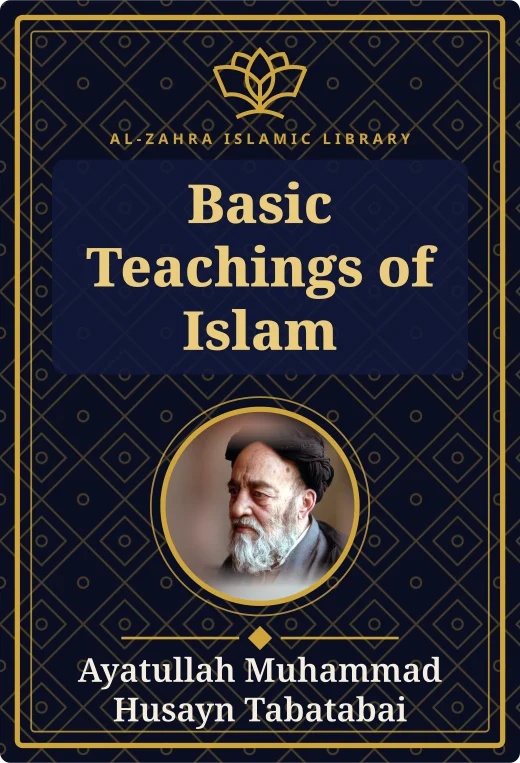 AL-ZAHRA ISLAMIC LIBRARY
Basic
Teachings of
Islam
Ayatullah Muhammad
Husayn Tabatabai